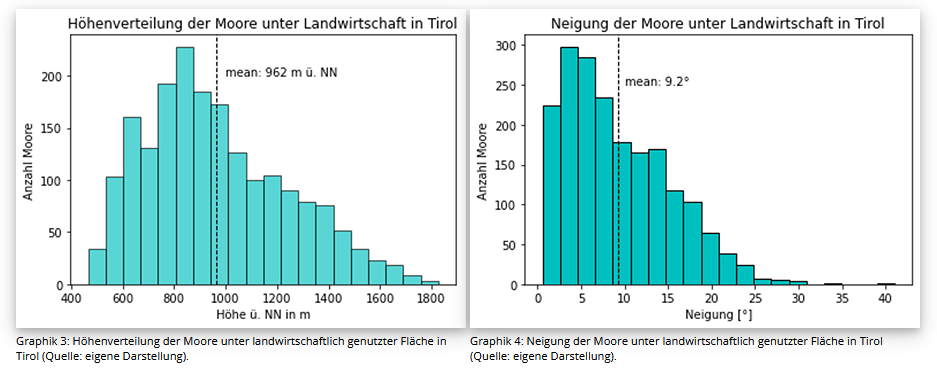 Höhenverteilung der Moore unter Landwirtschaft in Tirol
mean: 962 m ü. NN
Anzahl Moore
200
150
100
50
0
400 600 800 1000 1200 1400 1600 1800
Höhe ü. NN in m
Graphik 3: Höhenverteilung der Moore unter landwirtschaftlich genutzter Fläche in
Tirol (Quelle: eigene Darstellung).
Neigung der Moore unter Landwirtschaft in Tirol
mean: 9.2°
Anzahl Moore
300
250
200
150
100
50
0
0 5 10 15 20 25 30 35 40
Neigung [°]
Graphik 4: Neigung der Moore unter landwirtschaftlich genutzter Fläche in Tirol
(Quelle: eigene Darstellung).